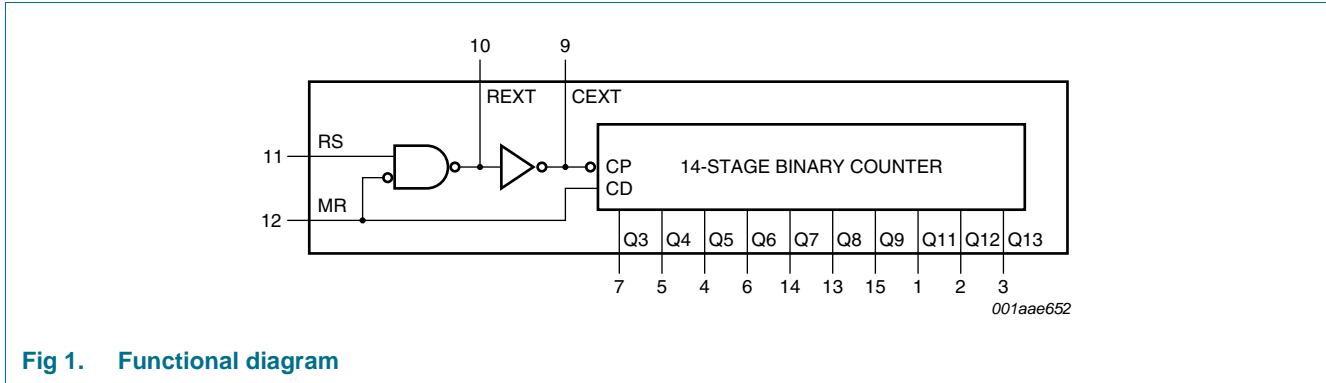 10 9
REXT CEXT
11 RS
CP 14-STAGE BINARY COUNTER
CD
12 MR
Q3 Q4 Q5 Q6 Q7 Q8 Q9 Q11 Q12 Q13
7 5 4 6 14 13 15 1 2 3
001aae652
Fig 1. Functional diagram